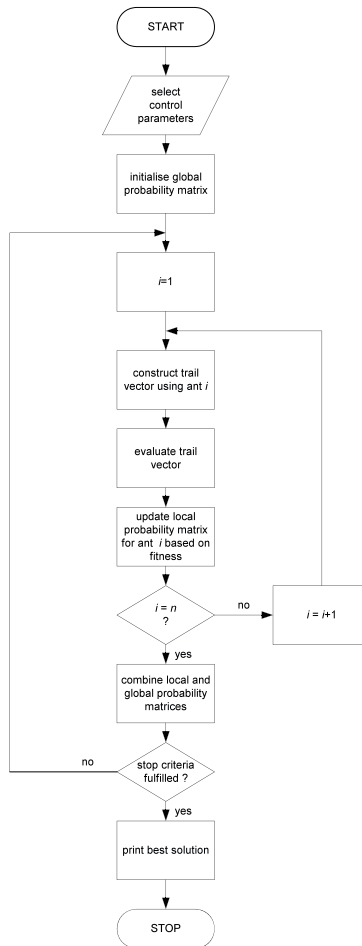 START
select
control
parameters
initialise global
probability matrix
i=1
construct trail
vector using ant i
evaluate trail
vector
update local
probability matrix
for ant i based on
fitness
i = n
?
no
i = i+1
yes
combine local and
global probability
matrices
no
stop criteria
fulfilled ?
yes
print best solution
STOP